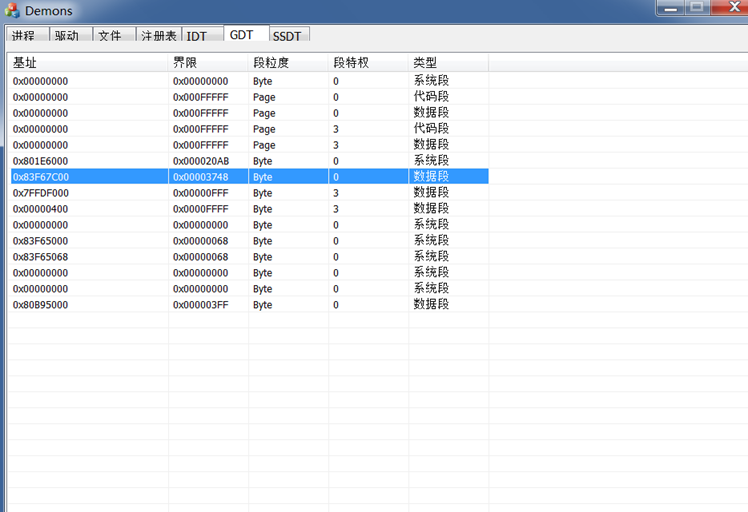 Demons
进程 驱动 文件 注册表 IDT GDT SSDT
基址 界限 段粒度 段特权 类型
0x00000000 0x00000000 Byte 0 系统段
0x00000000 0x000FFFFF Page 0 代码段
0x00000000 0x000FFFFF Page 0 数据段
0x00000000 0x000FFFFF Page 3 代码段
0x00000000 0x000FFFFF Page 3 数据段
0x801E6000 0x000020AB Byte 0 系统段
0x83F67C00 0x00003748 Byte 0 数据段
0x7FFDF000 0x00000FFF Byte 3 数据段
0x00000400 0x0000FFFF Byte 3 数据段
0x00000000 0x00000000 Byte 0 系统段
0x83F65000 0x00000068 Byte 0 系统段
0x83F65068 0x00000068 Byte 0 系统段
0x00000000 0x00000000 Byte 0 系统段
0x00000000 0x00000000 Byte 0 系统段
0x80B95000 0x000003FF Byte 0 数据段